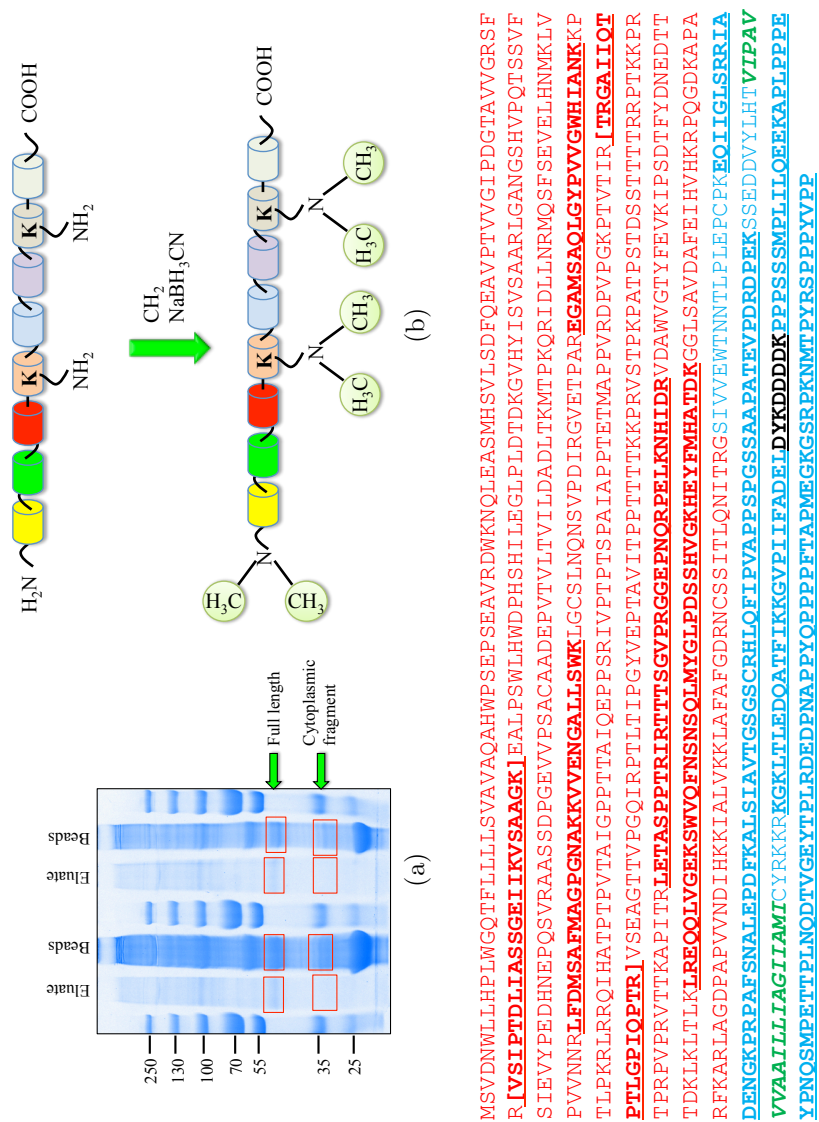 250
130
100
70
55
35
25
Eluate
Beads
Eluate
Beads
Full length
Cytoplasmic
fragment
(a)
H2N
K
NH2
K
NH2
COOH
CH2
NaBH3CN
H3C
CH3
N
K
N
H3C
CH3
K
N
H3C
CH3
COOH
(b)
MSVDNWLLHPLWGQTFLLLLSVAVAQAHWPSEPSEAVRDWKNQLEASMHSVLSDFQEAVPTVVGIPDGTAVVGRSF
R[VSIPTDLIASSGEIIKVSAAGK]EALPSWLHWDPHSHILEGLPLDTDKGVHYISVSAARLGANGSHVPQTSSVF
SIEVYPEDHNEPQSVRAASSDPGEVVPSACAADEPVTVLTVILDADLTKMTPKQRIDLLNRMQSFSEVELHNMKLV
PVVNNRLFDMSAFMAGPGNAKKVVENGALLSWKLGCSLNQNSVPDIRGVETPAREGAMSAQLGYPVVGWHIANKKP
TLPKRLRRQIHATPTPVTAIGPPTTAIQEPPSRIVPTPTSPAIAPPTETMAPPVRDPVPGKPTVTIR[TRGAIIQT
PTLGPIQPTR]VSEAGTTVPGQIRPTLTIPGYVEPTAVITPPTTTTKKPRVSTPKPATPSTDSSTTTTRRPTKKPR
TPRPVPRVTTKAPITRLETASPPTRIRTTTSGVPRGGEPNQRPELKNHIDRVDAWVGTYFEVKIPSDTFYDNEDTT
TDKLKLTLKLREQQLVGEKSWVQFNSNSQLMYGLPDSSHVGKHEYFMHATDKGGLSAVDAFEIHVHKRPQGDKAPA
RFKARLAGDPAPVVNDIHKKIALVKKLAFAFGDRNCSSITLQNITRGSIVVEWTNNTLPLEPCPKEQIIGLSRRIA
DENGKPRPAFSNALEPDFKALSIAVTGSGSCRHLQFIPVAPPSPGSSAAPATEVPDRDPEKSSEDDVYLHTVIPAV
VVAAILLIAGIIAMICYRKKRKGKLTLEDQATFIKKGVPIIFADELDYKDDDDKPPPSSSMPLILQEEKAPLPPPE
YPNQSMPETTPLNQDTVGEYTPLRDEDPNAPPYQPPPPFTAPMEGKGSRPKNMTPYRSPPPYVPP